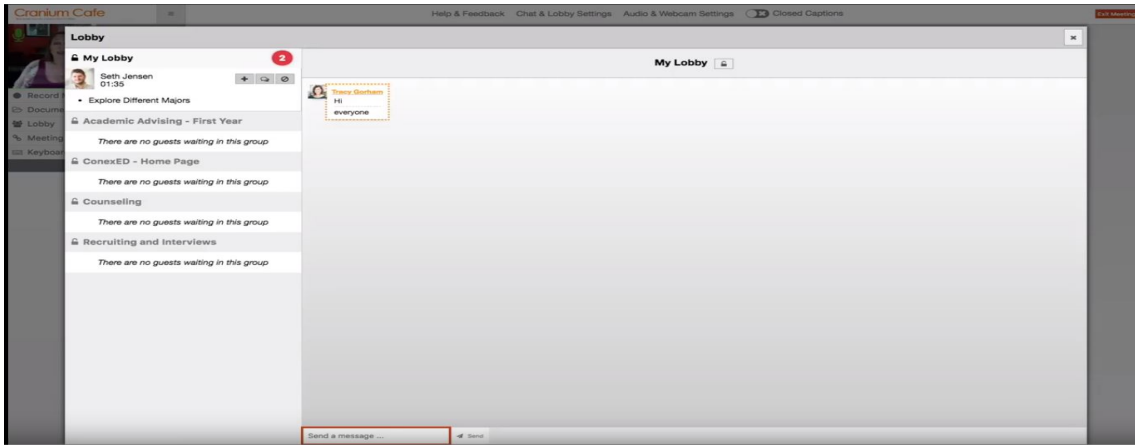 Cranium Cafe
Help & Feedback Chat & Lobby Settings Audio & Webcam Settings Closed Captions
Exit Meeting
Lobby
My Lobby
2
Seth Jensen
01:35
• Explore Different Majors
Academic Advising - First Year
There are no guests waiting in this group
ConexED - Home Page
There are no guests waiting in this group
Counseling
There are no guests waiting in this group
Recruiting and Interviews
There are no guests waiting in this group
My Lobby
Tracy Gorham
Hi
everyone
Send a message ...
Send
Record
Docume
Lobby
Meeting
Keyboar